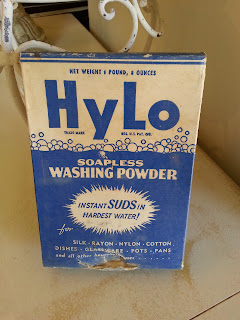 NET WEIGHT 1 POUND, 8 OUNCES
HyLo
TRADE MARK REG. U.S. PAT. OFF.
SOAPLESS
WASHING POWDER
INSTANT SUDS IN
HARDEST WATER!
for
SILK - RAYON - NYLON - COTTON
DISHES - GLASSWARE - POTS - PANS
and all other